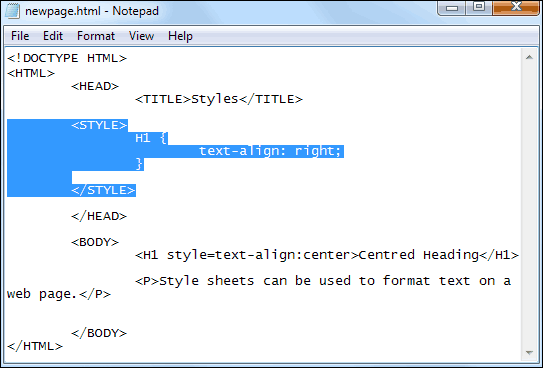 newpage.html - Notepad
File Edit Format View Help
<!DOCTYPE HTML>
<HTML>
<HEAD>
<TITLE>Styles</TITLE>
<STYLE>
H1 {
text-align: right;
}
</STYLE>
</HEAD>
<BODY>
<H1 style=text-align:center>Centred Heading</H1>
<P>Style sheets can be used to format text on a
web page.</P>
</BODY>
</HTML>